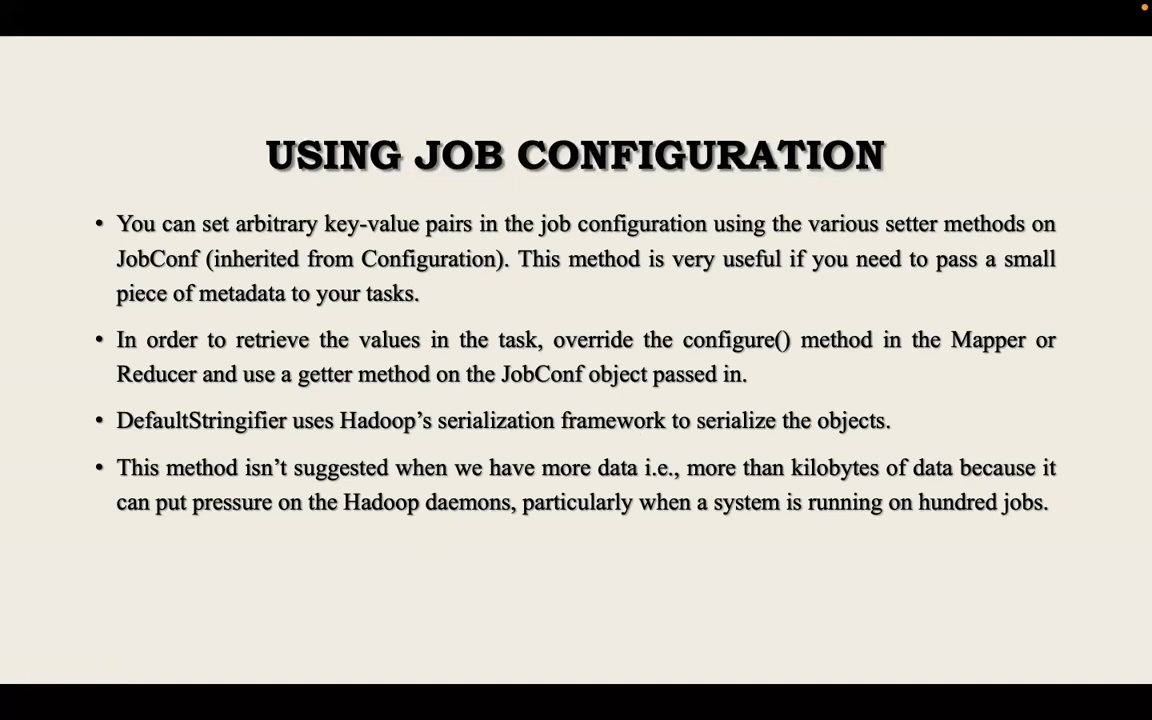 USING JOB CONFIGURATION
• You can set arbitrary key-value pairs in the job configuration using the various setter methods on
JobConf (inherited from Configuration). This method is very useful if you need to pass a small
piece of metadata to your tasks.
• In order to retrieve the values in the task, override the configure() method in the Mapper or
Reducer and use a getter method on the JobConf object passed in.
• DefaultStringifier uses Hadoop’s serialization framework to serialize the objects.
• This method isn’t suggested when we have more data i.e., more than kilobytes of data because it
can put pressure on the Hadoop daemons, particularly when a system is running on hundred jobs.